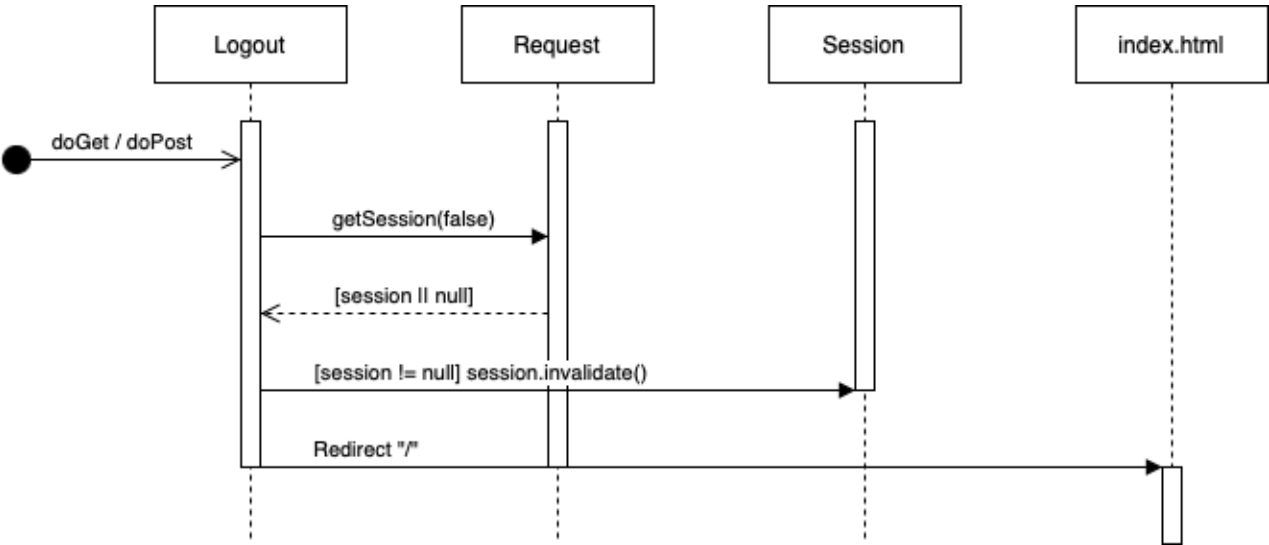 Logout
Request
Session
index.html
doGet / doPost
getSession(false)
[session || null]
[session != null] session.invalidate()
Redirect "/"